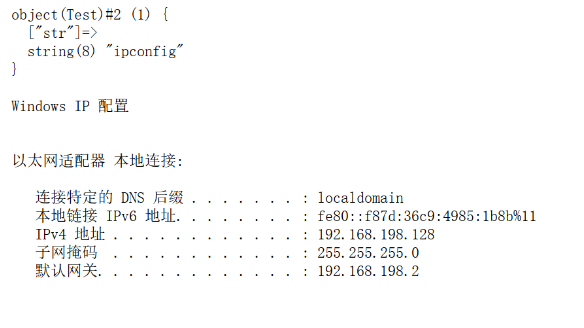 object(Test)#2 (1) {
  ["str"]=>
  string(8) "ipconfig"
}
Windows IP 配置
以太网适配器 本地连接:
   连接特定的 DNS 后缀 . . . . . . . : localdomain
   本地链接 IPv6 地址. . . . . . . . : fe80::f87d:36c9:4985:1b8b%11
   IPv4 地址 . . . . . . . . . . . . : 192.168.198.128
   子网掩码  . . . . . . . . . . . . : 255.255.255.0
   默认网关. . . . . . . . . . . . . : 192.168.198.2